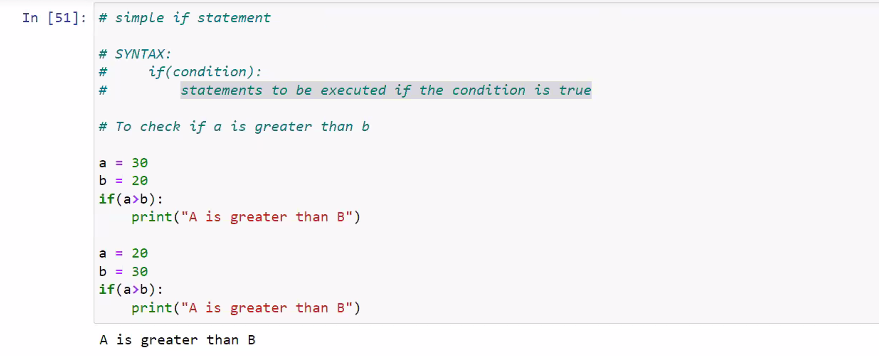 In [51]: # simple if statement
# SYNTAX:
#     if(condition):
#         statements to be executed if the condition is true
# To check if a is greater than b
a = 30
b = 20
if(a>b):
    print("A is greater than B")
a = 20
b = 30
if(a>b):
    print("A is greater than B")
A is greater than B